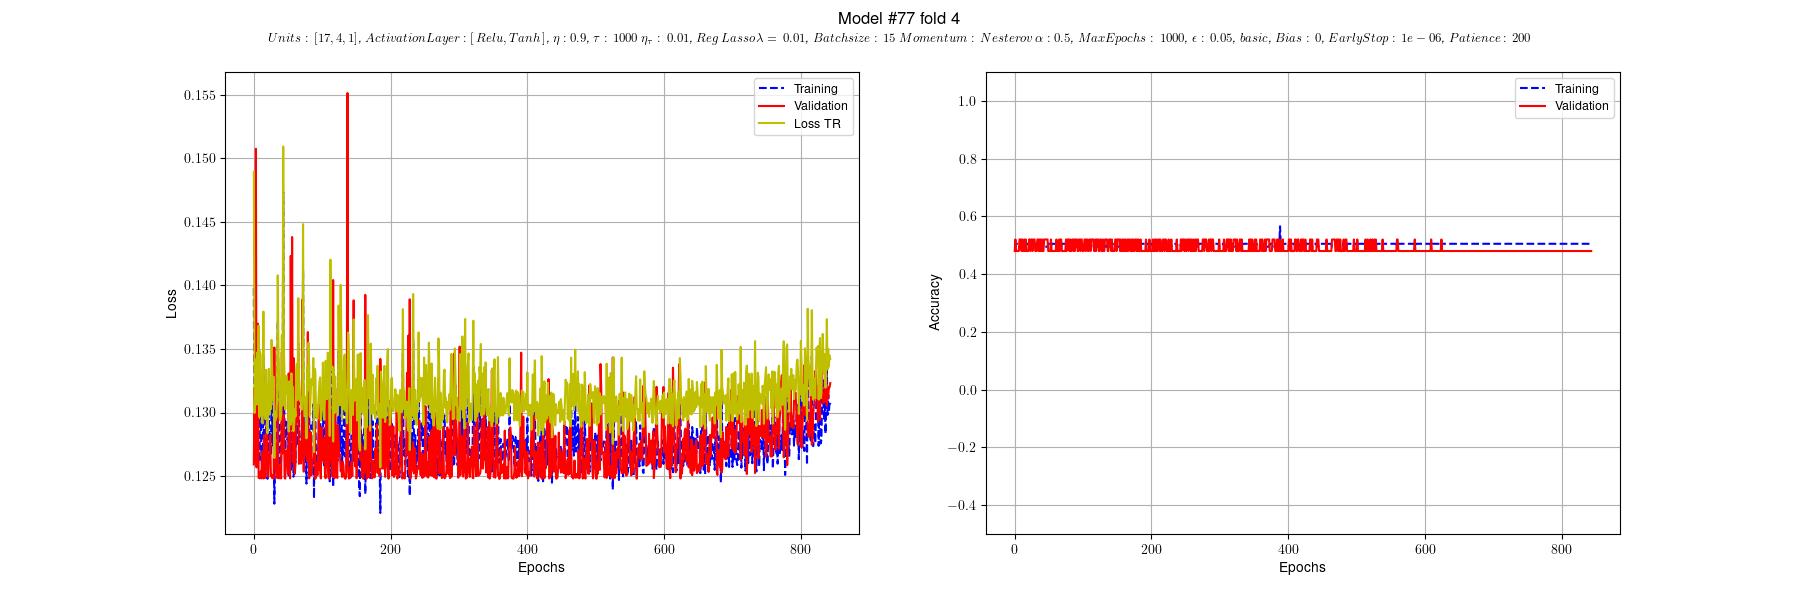 Model #77 fold 4
Units : [17, 4, 1], ActivationLayer : [ Relu, Tanh], η : 0.9, τ : 1000 ητ : 0.01, Reg Lassoλ = 0.01, Batchsize : 15 Momentum : Nesterov α : 0.5, MaxEpochs : 1000, ϵ : 0.05, basic, Bias : 0, EarlyStop : 1e − 06, Patience : 200
Training
Validation
Loss TR
0.155
0.150
0.145
0.140
0.135
0.130
0.125
Loss
0 200 400 600 800
Epochs
Training
Validation
1.0
0.8
0.6
0.4
0.2
0.0
−0.2
−0.4
Accuracy
0 200 400 600 800
Epochs